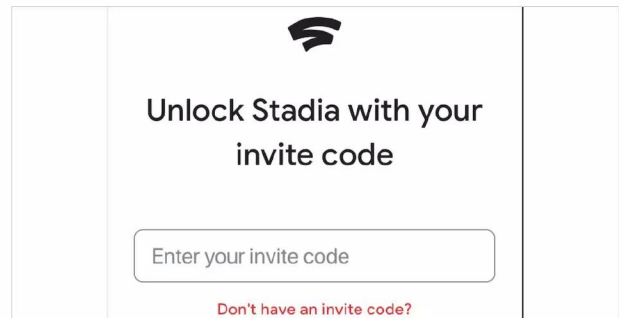 Unlock Stadia with your
invite code
Enter your invite code
Don't have an invite code?